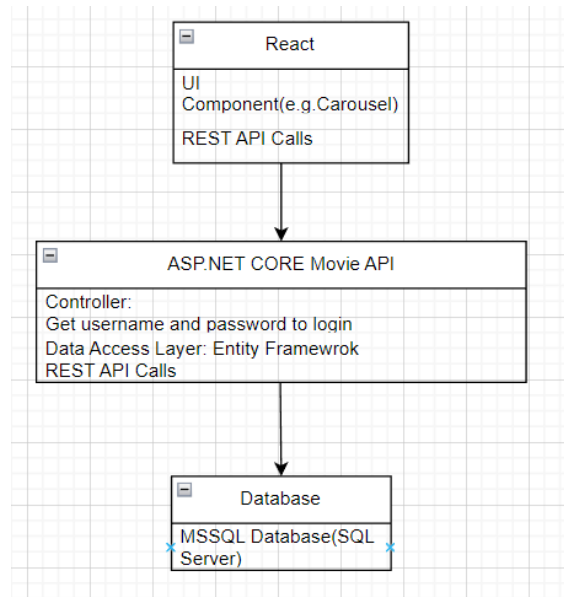 React
UI
Component(e.g.Carousel)
REST API Calls
ASP.NET CORE Movie API
Controller:
Get username and password to login
Data Access Layer: Entity Framewrok
REST API Calls
Database
MSSQL Database(SQL
Server)